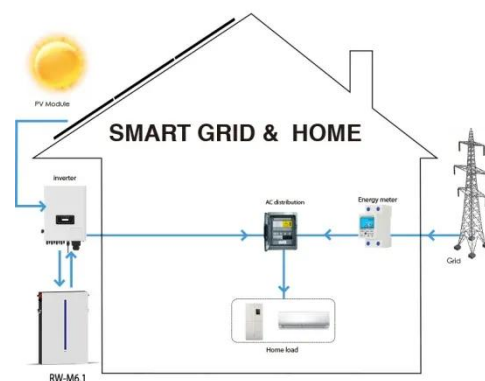 PV Module
SMART GRID & HOME
inverter
AC distribution
Energy meter
Grid
Home load
RW-M6.1